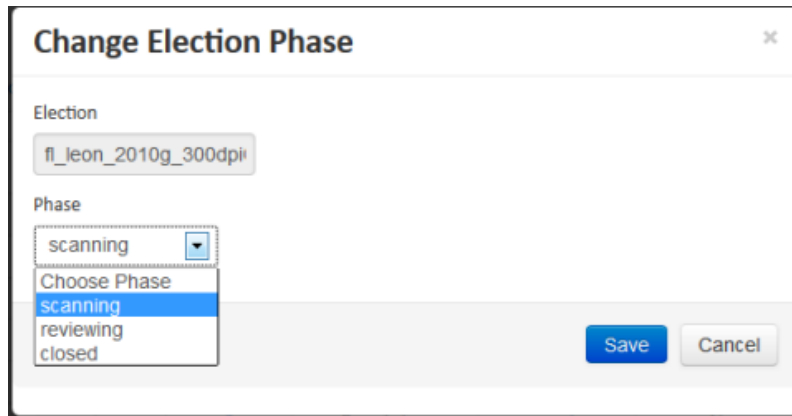 Change Election Phase ×
Election
fl_leon_2010g_300dpi
Phase
scanning
Choose Phase
scanning
reviewing
closed
Save Cancel